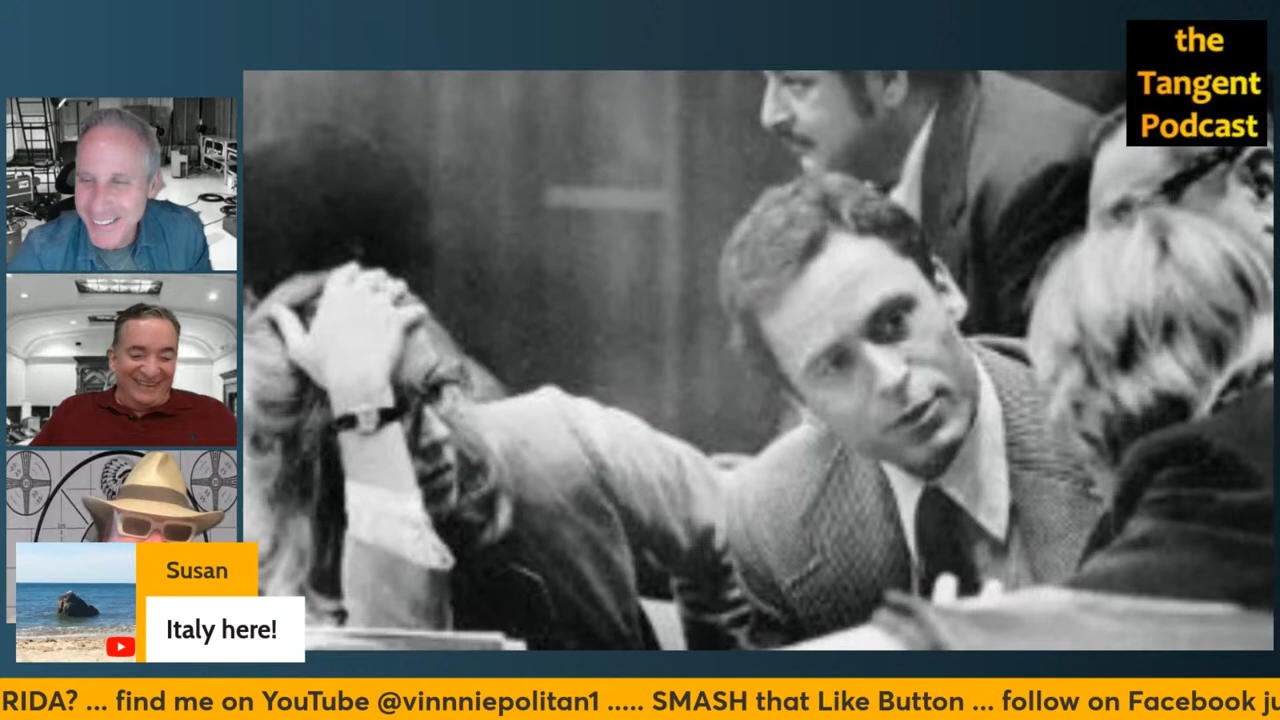 the
Tangent
Podcast
Susan
Italy here!
RIDA? ... find me on YouTube @vinnniepolitan1 ..... SMASH that Like Button ... follow on Facebook ju